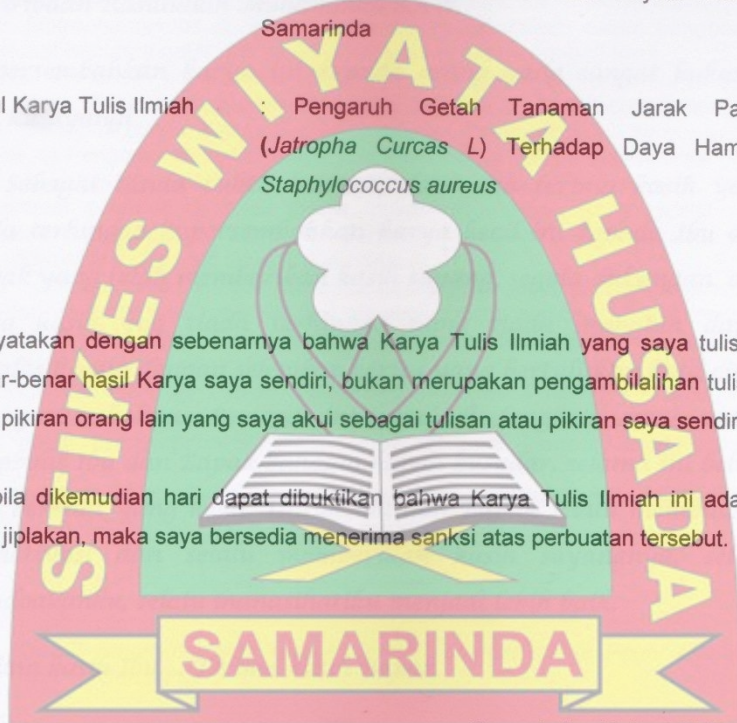 Samarinda
l Karya Tulis Ilmiah : Pengaruh Getah Tanaman Jarak Pa
(Jatropha Curcas L) Terhadap Daya Ham
Staphylococcus aureus
yatakan dengan sebenarnya bahwa Karya Tulis Ilmiah yang saya tulis
r-benar hasil Karya saya sendiri, bukan merupakan pengambilalihan tuli
pikiran orang lain yang saya akui sebagai tulisan atau pikiran saya sendir
bila dikemudian hari dapat dibuktikan bahwa Karya Tulis Ilmiah ini ada
jiplakan, maka saya bersedia menerima sanksi atas perbuatan tersebut.
STIKES WIYATA HUSADA
SAMARINDA